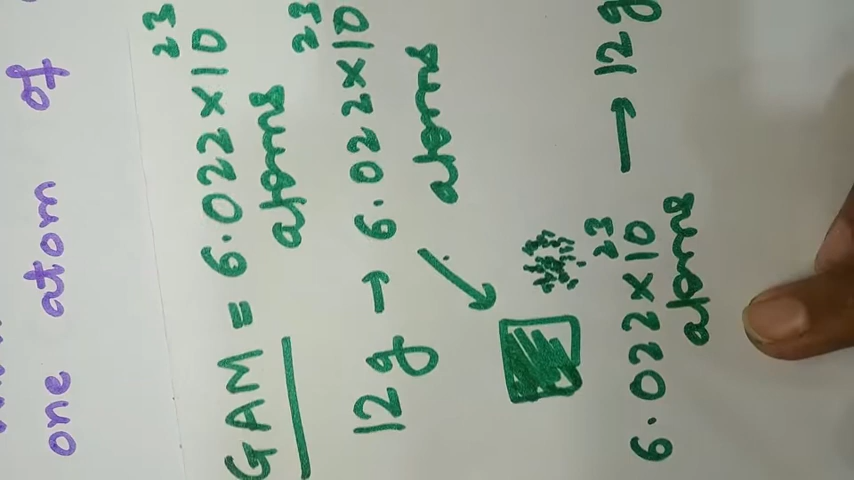 one atom of
GAM = 6.022×10²³
atoms
12g → 6.022×10²³
atoms
6.022×10²³ → 12g
atoms